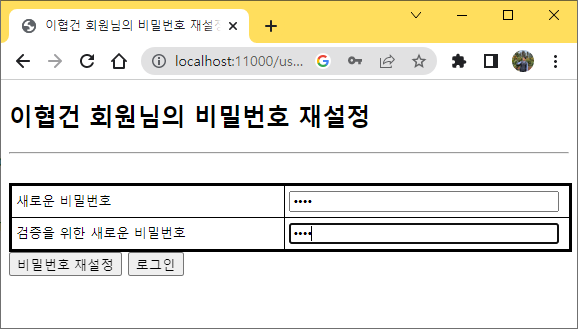 이협건 회원님의 비밀번호 재설정
localhost:11000/us...
이협건 회원님의 비밀번호 재설정
새로운 비밀번호 ••••
검증을 위한 새로운 비밀번호 ••••
비밀번호 재설정 로그인